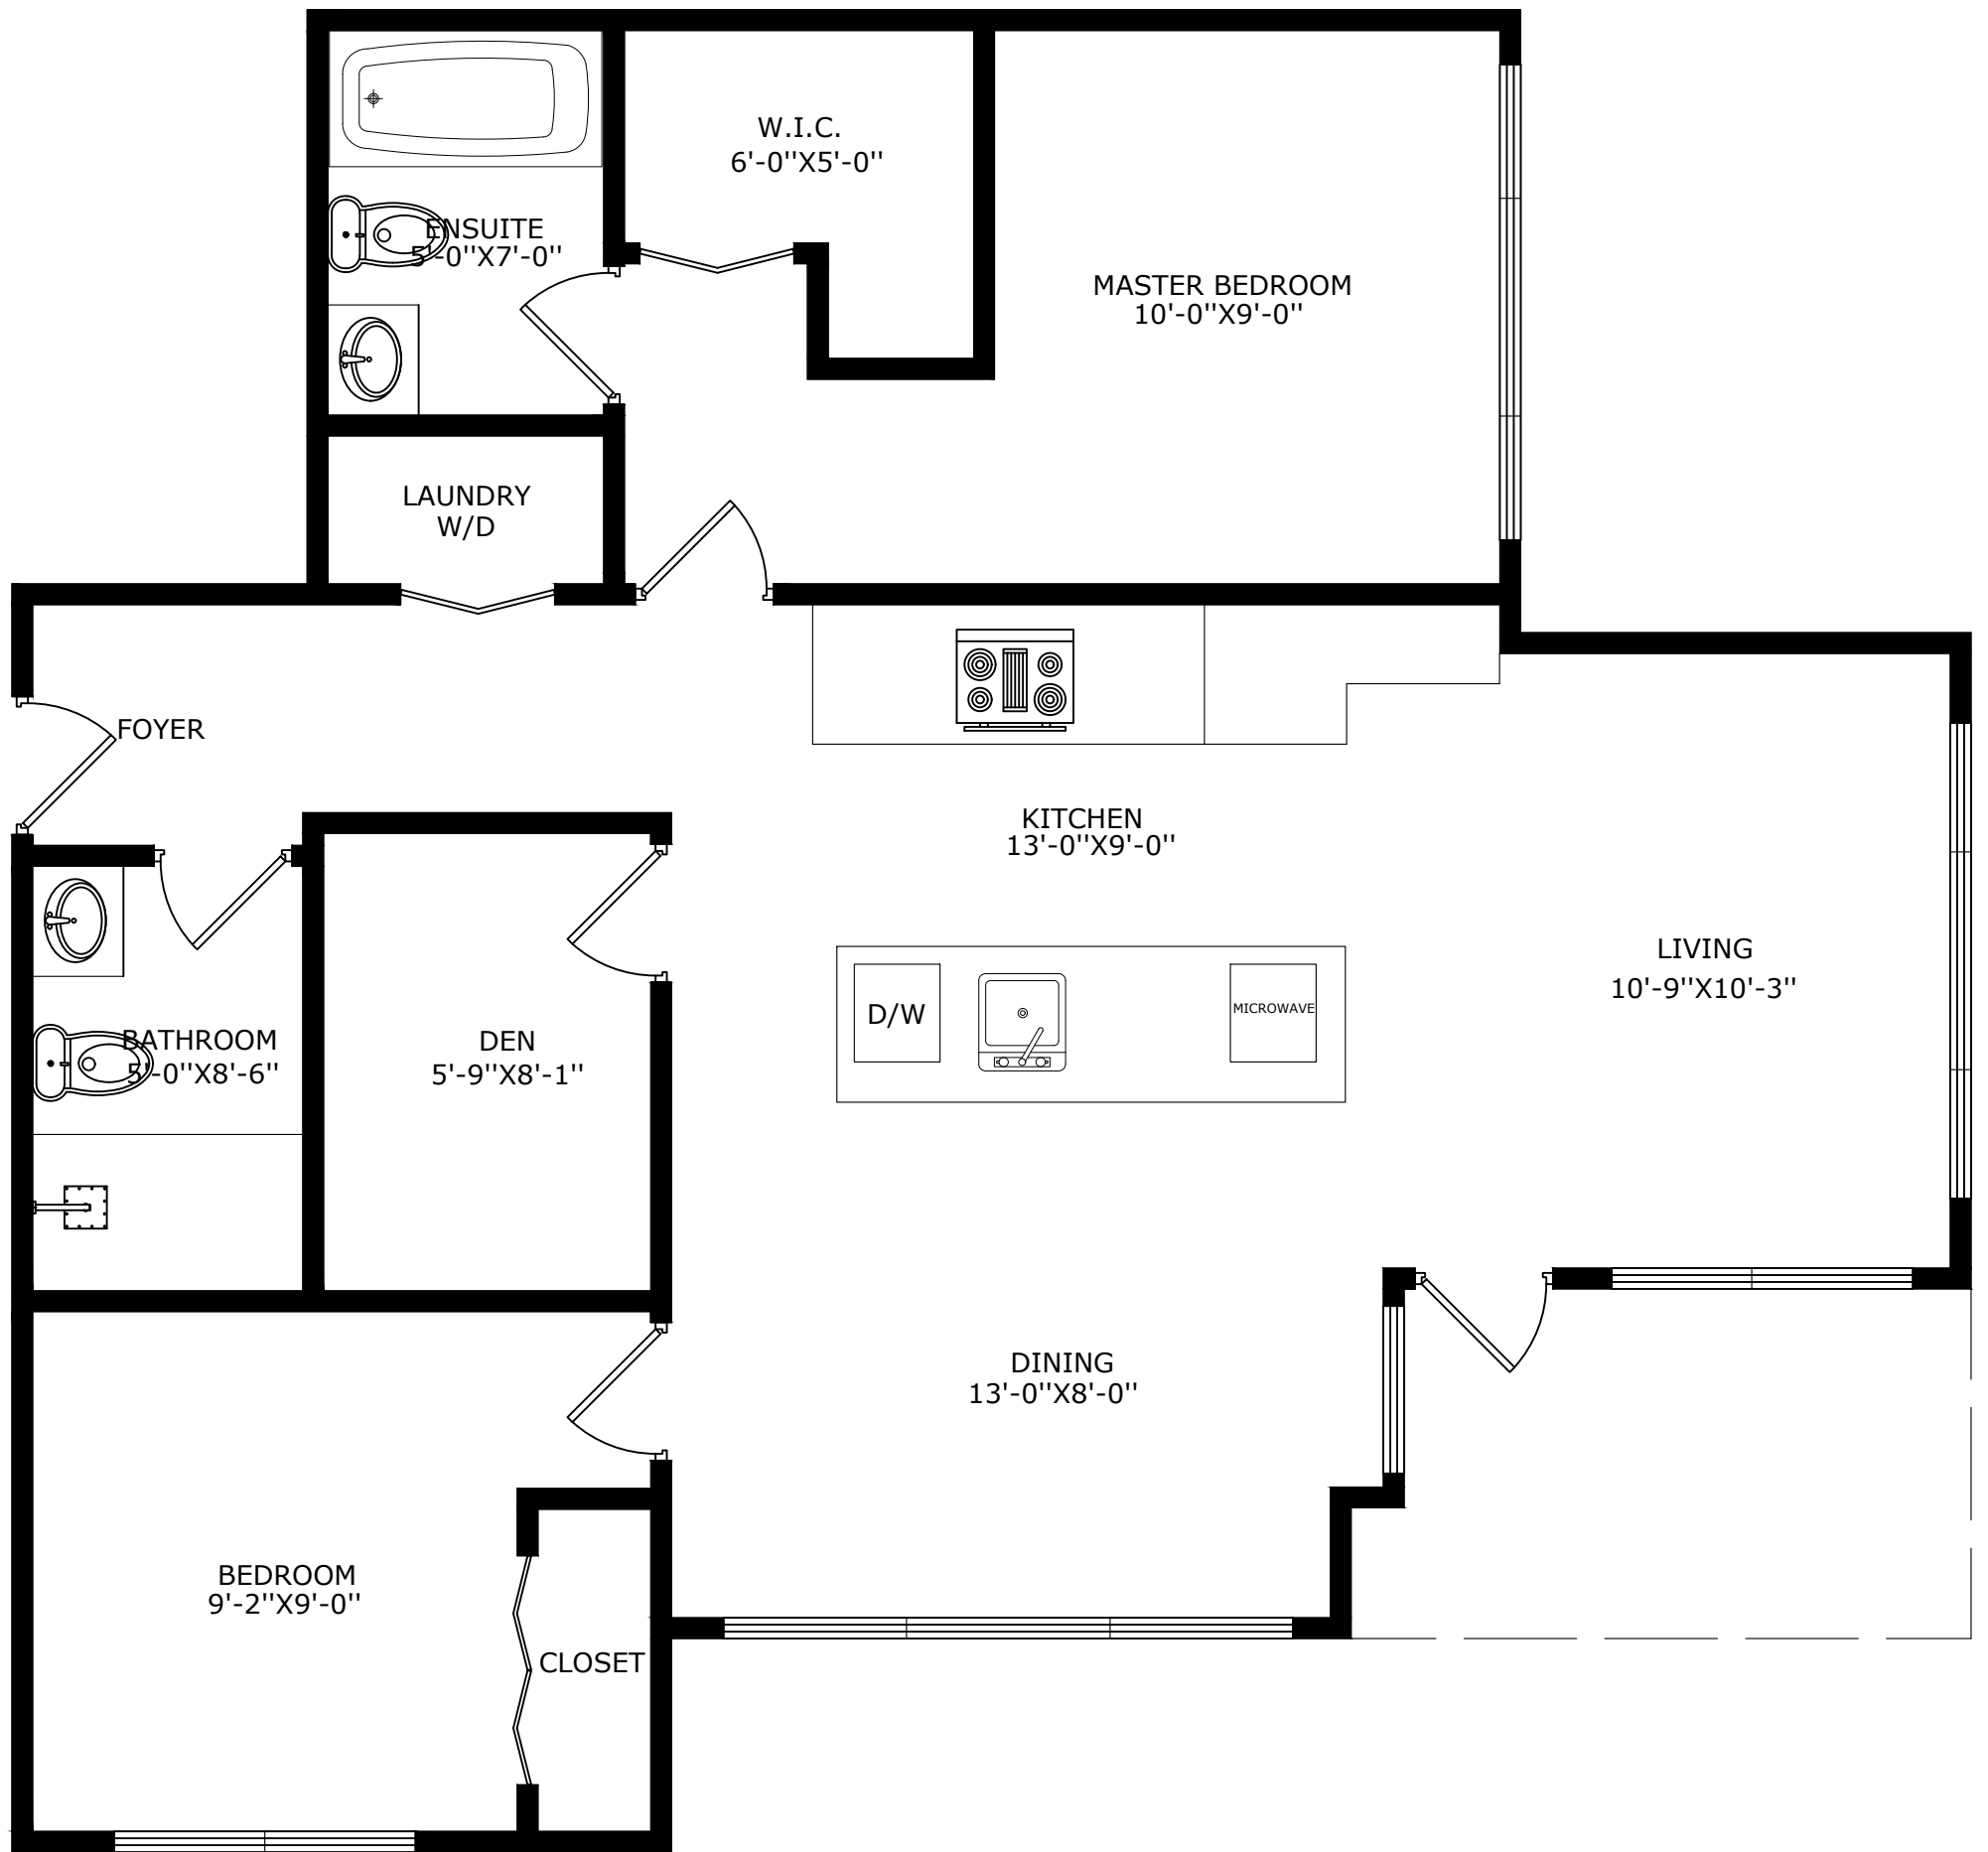 W.I.C.
6'-0''X5'-0''
ENSUITE
5'-0''X7'-0''
MASTER BEDROOM
10'-0''X9'-0''
LAUNDRY
W/D
FOYER
KITCHEN
13'-0''X9'-0''
LIVING
10'-9''X10'-3''
D/W
MICROWAVE
BATHROOM
5'-0''X8'-6''
DEN
5'-9''X8'-1''
DINING
13'-0''X8'-0''
BEDROOM
9'-2''X9'-0''
CLOSET